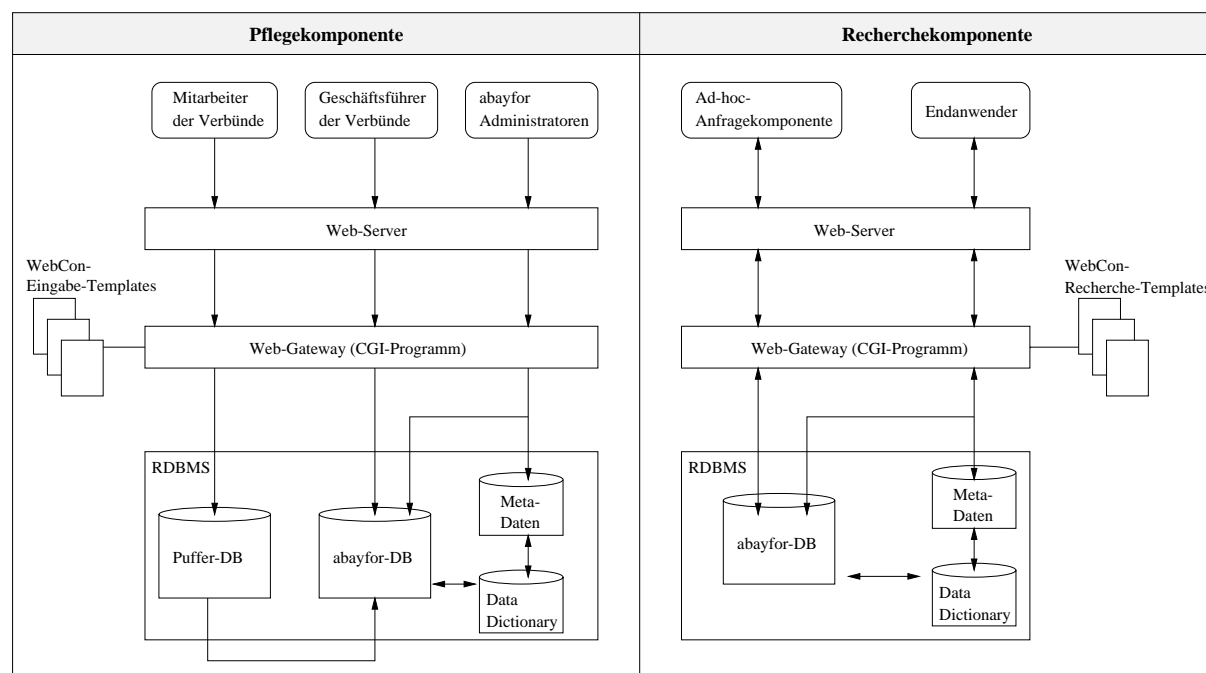 Pflegekomponente
Mitarbeiter
der Verbünde
Geschäftsführer
der Verbünde
abayfor
Administratoren
Web-Server
WebCon-
Eingabe-Templates
Web-Gateway (CGI-Programm)
RDBMS
Puffer-DB
abayfor-DB
Meta-
Daten
Data
Dictionary
Recherchekomponente
Ad-hoc-
Anfragekomponente
Endanwender
Web-Server
WebCon-
Recherche-Templates
Web-Gateway (CGI-Programm)
RDBMS
abayfor-DB
Meta-
Daten
Data
Dictionary